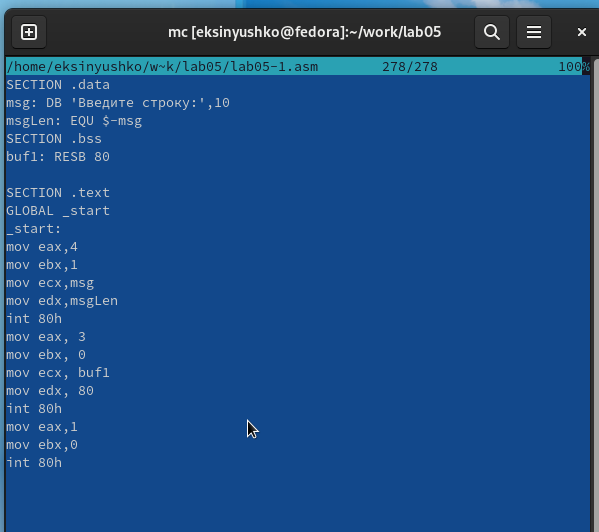 mc [eksinyushko@fedora]:~/work/lab05
/home/eksinyushko/w~k/lab05/lab05-1.asm 278/278 100%
SECTION .data
msg: DB 'Введите строку:',10
msgLen: EQU $-msg
SECTION .bss
buf1: RESB 80
SECTION .text
GLOBAL _start
_start:
mov eax,4
mov ebx,1
mov ecx,msg
mov edx,msgLen
int 80h
mov eax, 3
mov ebx, 0
mov ecx, buf1
mov edx, 80
int 80h
mov eax,1
mov ebx,0
int 80h